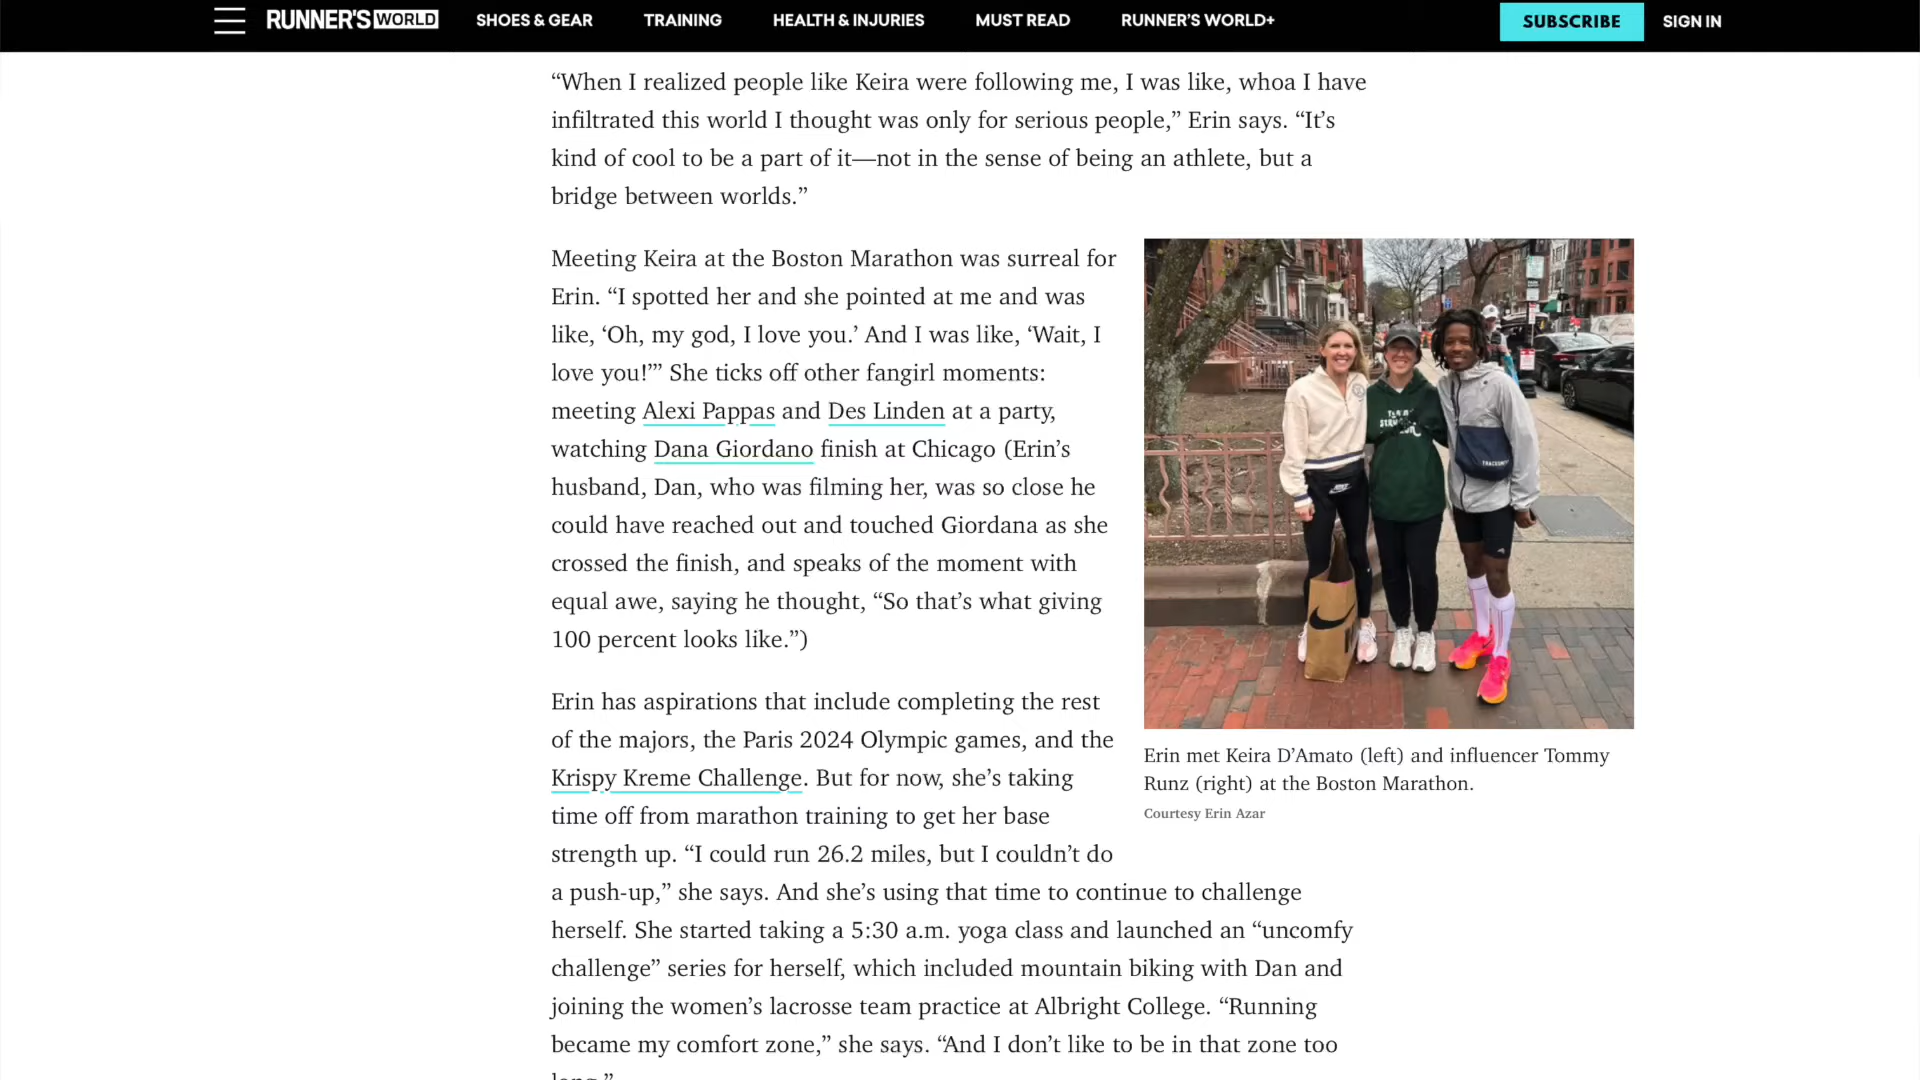 RUNNER'S WORLD
SHOES & GEAR
TRAINING
HEALTH & INJURIES
MUST READ
RUNNER'S WORLD+
SUBSCRIBE
SIGN IN
“When I realized people like Keira were following me, I was like, whoa I have
infiltrated this world I thought was only for serious people,” Erin says. “It’s
kind of cool to be a part of it—not in the sense of being an athlete, but a
bridge between worlds.”
Meeting Keira at the Boston Marathon was surreal for
Erin. “I spotted her and she pointed at me and was
like, ‘Oh, my god, I love you.’ And I was like, ‘Wait, I
love you!’” She ticks off other fangirl moments:
meeting Alexi Pappas and Des Linden at a party,
watching Dana Giordano finish at Chicago (Erin’s
husband, Dan, who was filming her, was so close he
could have reached out and touched Giordana as she
crossed the finish, and speaks of the moment with
equal awe, saying he thought, “So that’s what giving
100 percent looks like.”)
Erin has aspirations that include completing the rest
of the majors, the Paris 2024 Olympic games, and the
Krispy Kreme Challenge. But for now, she’s taking
time off from marathon training to get her base
strength up. “I could run 26.2 miles, but I couldn’t do
a push-up,” she says. And she’s using that time to continue to challenge
herself. She started taking a 5:30 a.m. yoga class and launched an “uncomfy
challenge” series for herself, which included mountain biking with Dan and
joining the women’s lacrosse team practice at Albright College. “Running
became my comfort zone,” she says. “And I don’t like to be in that zone too
long.”
Erin met Keira D’Amato (left) and influencer Tommy
Runz (right) at the Boston Marathon.
Courtesy Erin Azar